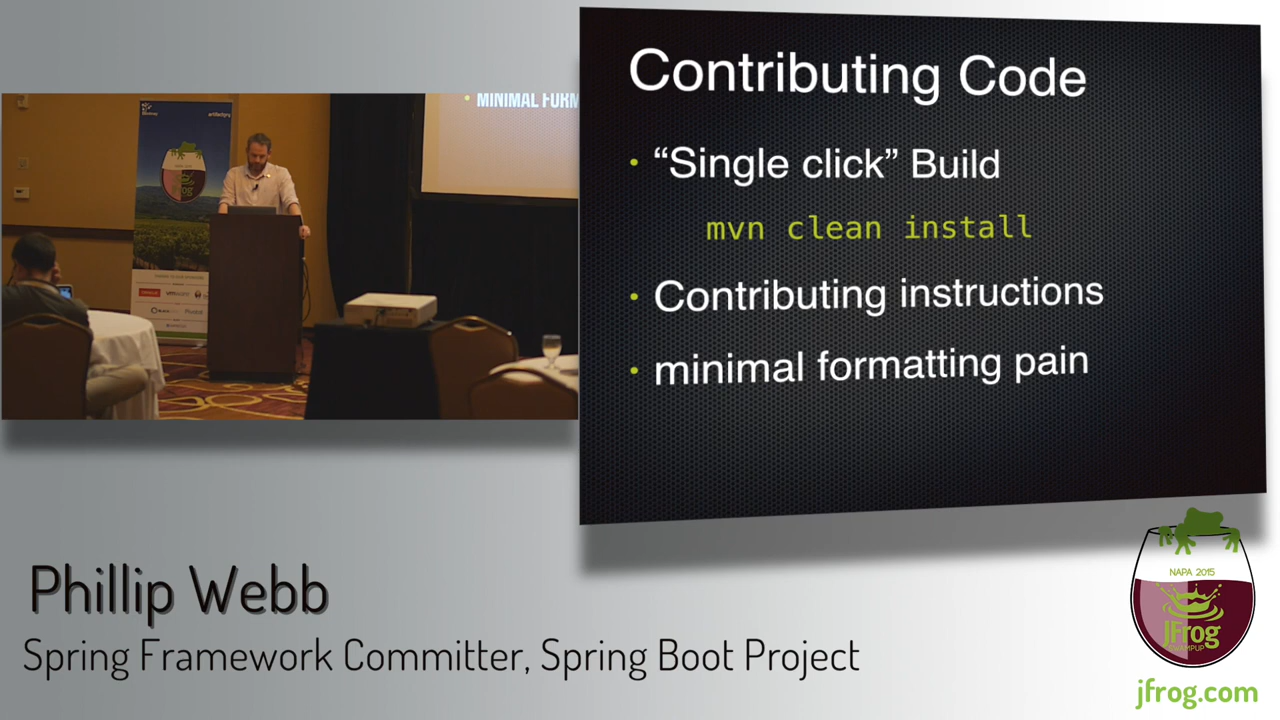 Contributing Code
• “Single click” Build
mvn clean install
• Contributing instructions
• minimal formatting pain
• MINIMAL FORM
Phillip Webb
Spring Framework Committer, Spring Boot Project
NAPA 2015
JFrog
jfrog.com